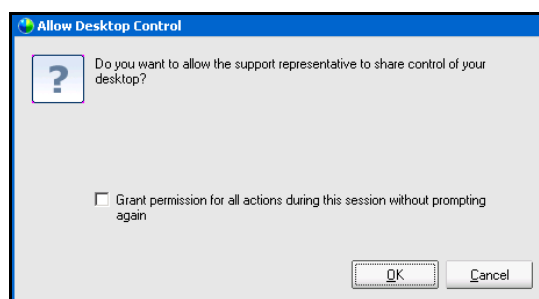 Allow Desktop Control
Do you want to allow the support representative to share control of your
desktop?
Grant permission for all actions during this session without prompting
again
OK
Cancel